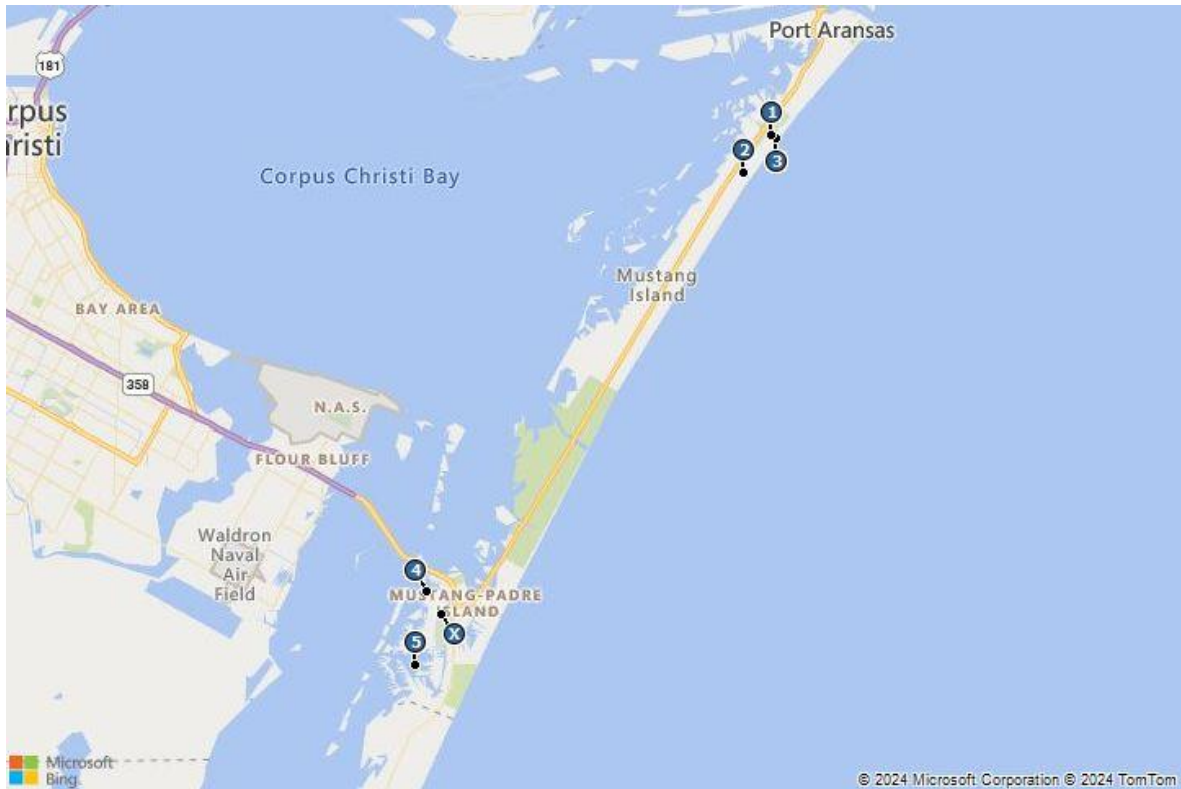 Port Aransas
181
rpus
risti
1
2
3
Corpus Christi Bay
Mustang
Island
BAY AREA
358
N.A.S.
FLOUR BLUFF
Waldron
Naval
Air
Field
4
MUSTANG-PADRE
ISLAND
X
5
Microsoft
Bing
© 2024 Microsoft Corporation © 2024 TomTom